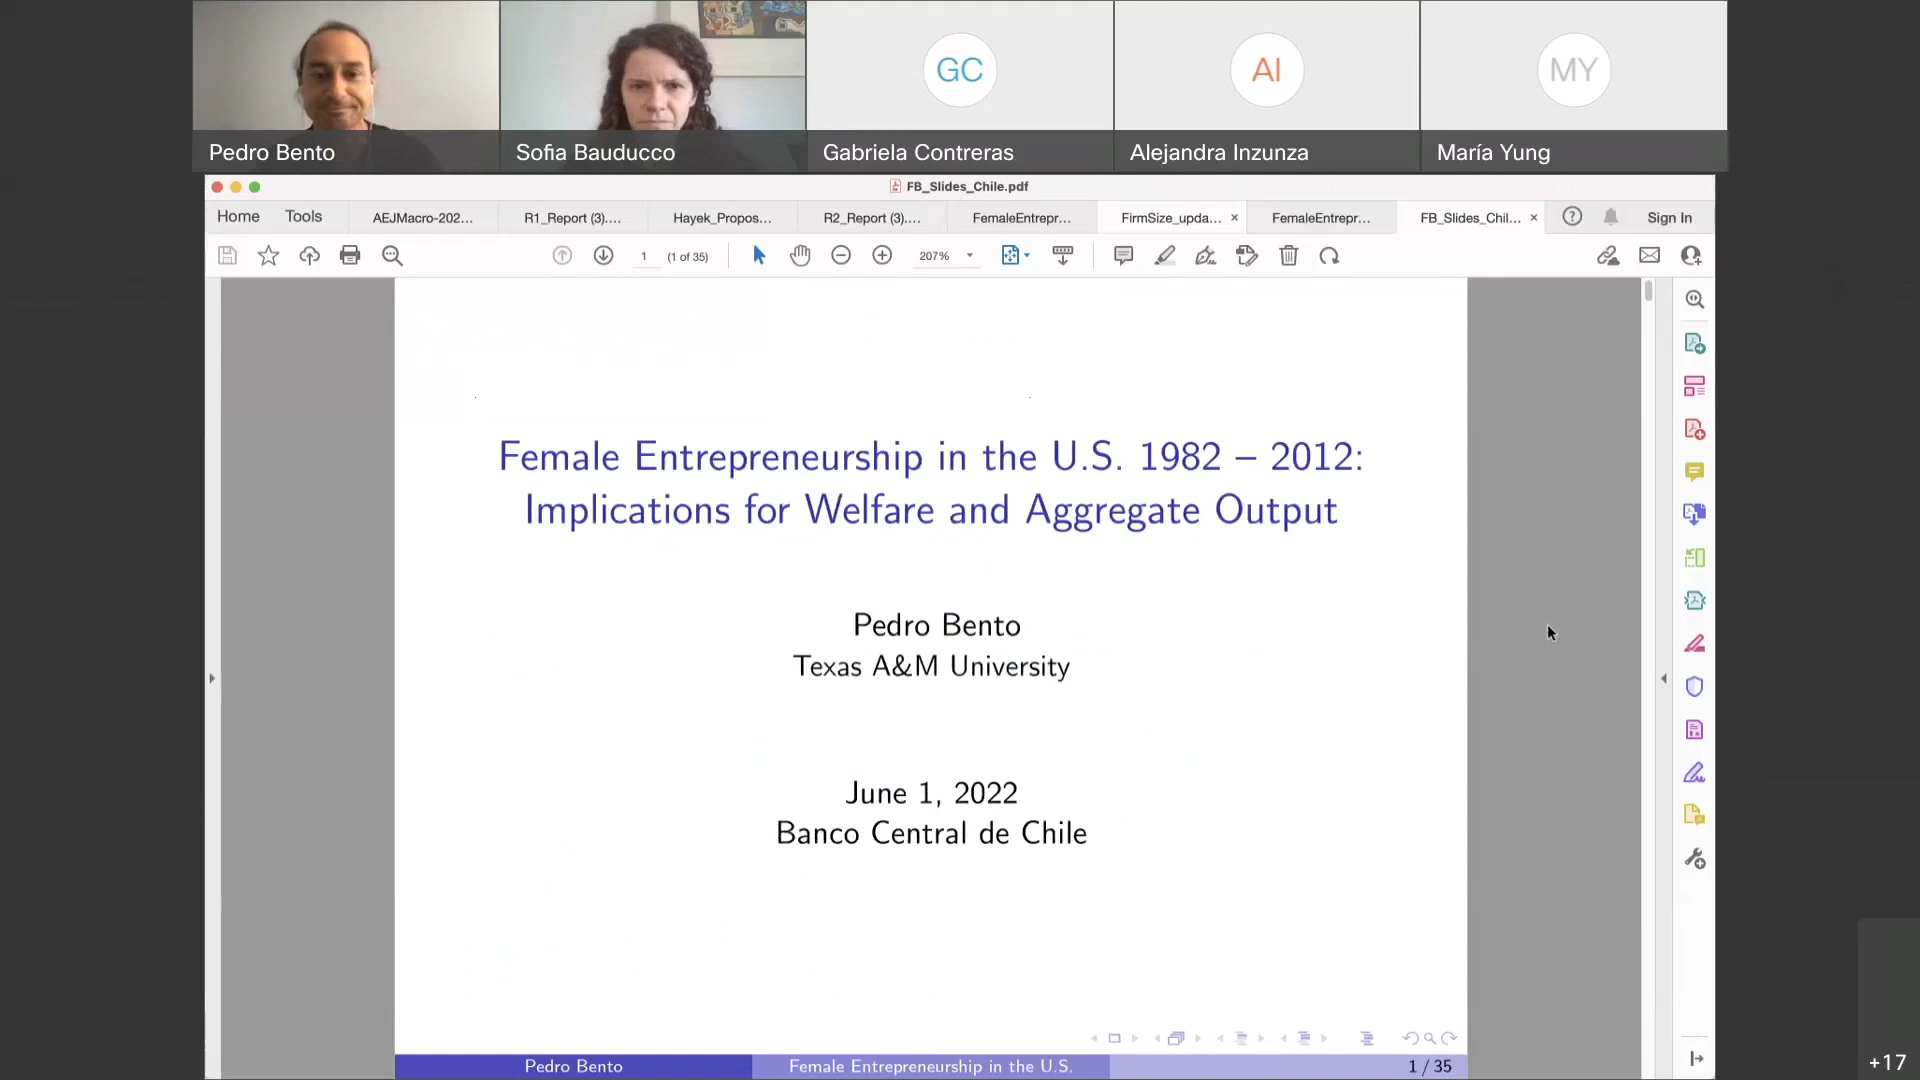 GC
AI
MY
Pedro Bento
Sofia Bauducco
Gabriela Contreras
Alejandra Inzunza
María Yung
FB_Slides_Chile.pdf
Home
Tools
AEJMacro-202...
R1_Report (3)....
Hayek_Propos...
R2_Report (3)....
FemaleEntrepr...
FirmSize_upda...
FemaleEntrepr...
FB_Slides_Chil...
Sign In
1
(1 of 35)
207%
Female Entrepreneurship in the U.S. 1982 – 2012:
Implications for Welfare and Aggregate Output
Pedro Bento
Texas A&M University
June 1, 2022
Banco Central de Chile
Pedro Bento
Female Entrepreneurship in the U.S.
1 / 35
+17